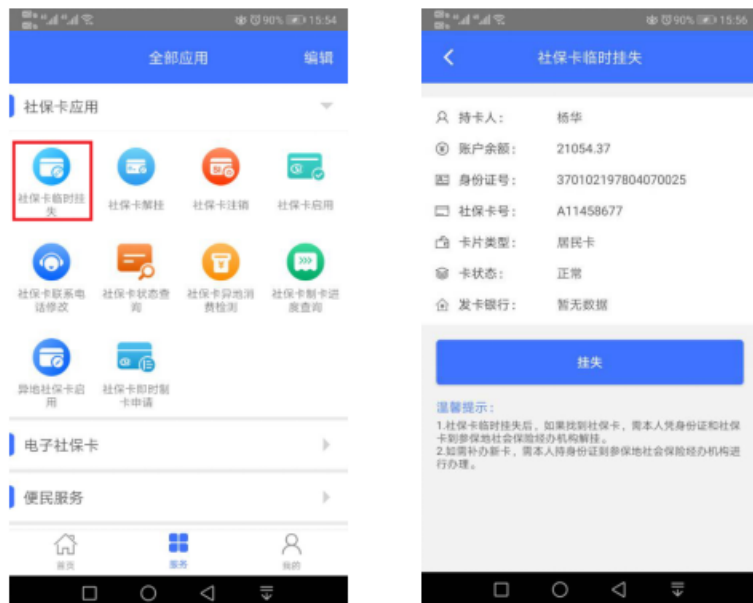 90% 15:54
全部应用
编辑
社保卡应用
社保卡临时挂
失
社保卡解挂
社保卡注销
社保卡启用
社保卡联系电
话修改
社保卡状态查
询
社保卡异地消
费检测
社保卡制卡进
度查询
异地社保卡启
用
社保卡即时制
卡申请
电子社保卡
便民服务
首页
服务
我的
90% 15:56
社保卡临时挂失
持卡人： 杨华
账户余额： 21054.37
身份证号： 370102197804070025
社保卡号： A11458677
卡片类型： 居民卡
卡状态： 正常
发卡银行： 暂无数据
挂失
温馨提示：
1.社保卡临时挂失后，如果找到社保卡，需本人凭身份证和社保
卡到参保地社会保险经办机构解挂。
2.如需补办新卡，需本人持身份证到参保地社会保险经办机构进
行办理。